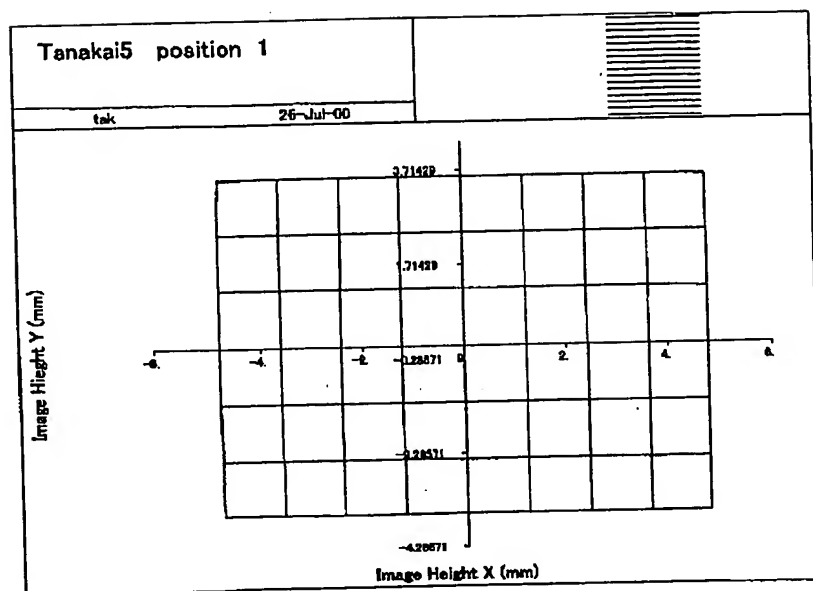 Tanakai5 position 1
tak 26-Jul-00
3.71429
1.71429
-6. -4. -2. -0.28571 0 2. 4. 6.
-2.28571
-4.28571
Image Hieght Y (mm)
Image Height X (mm)